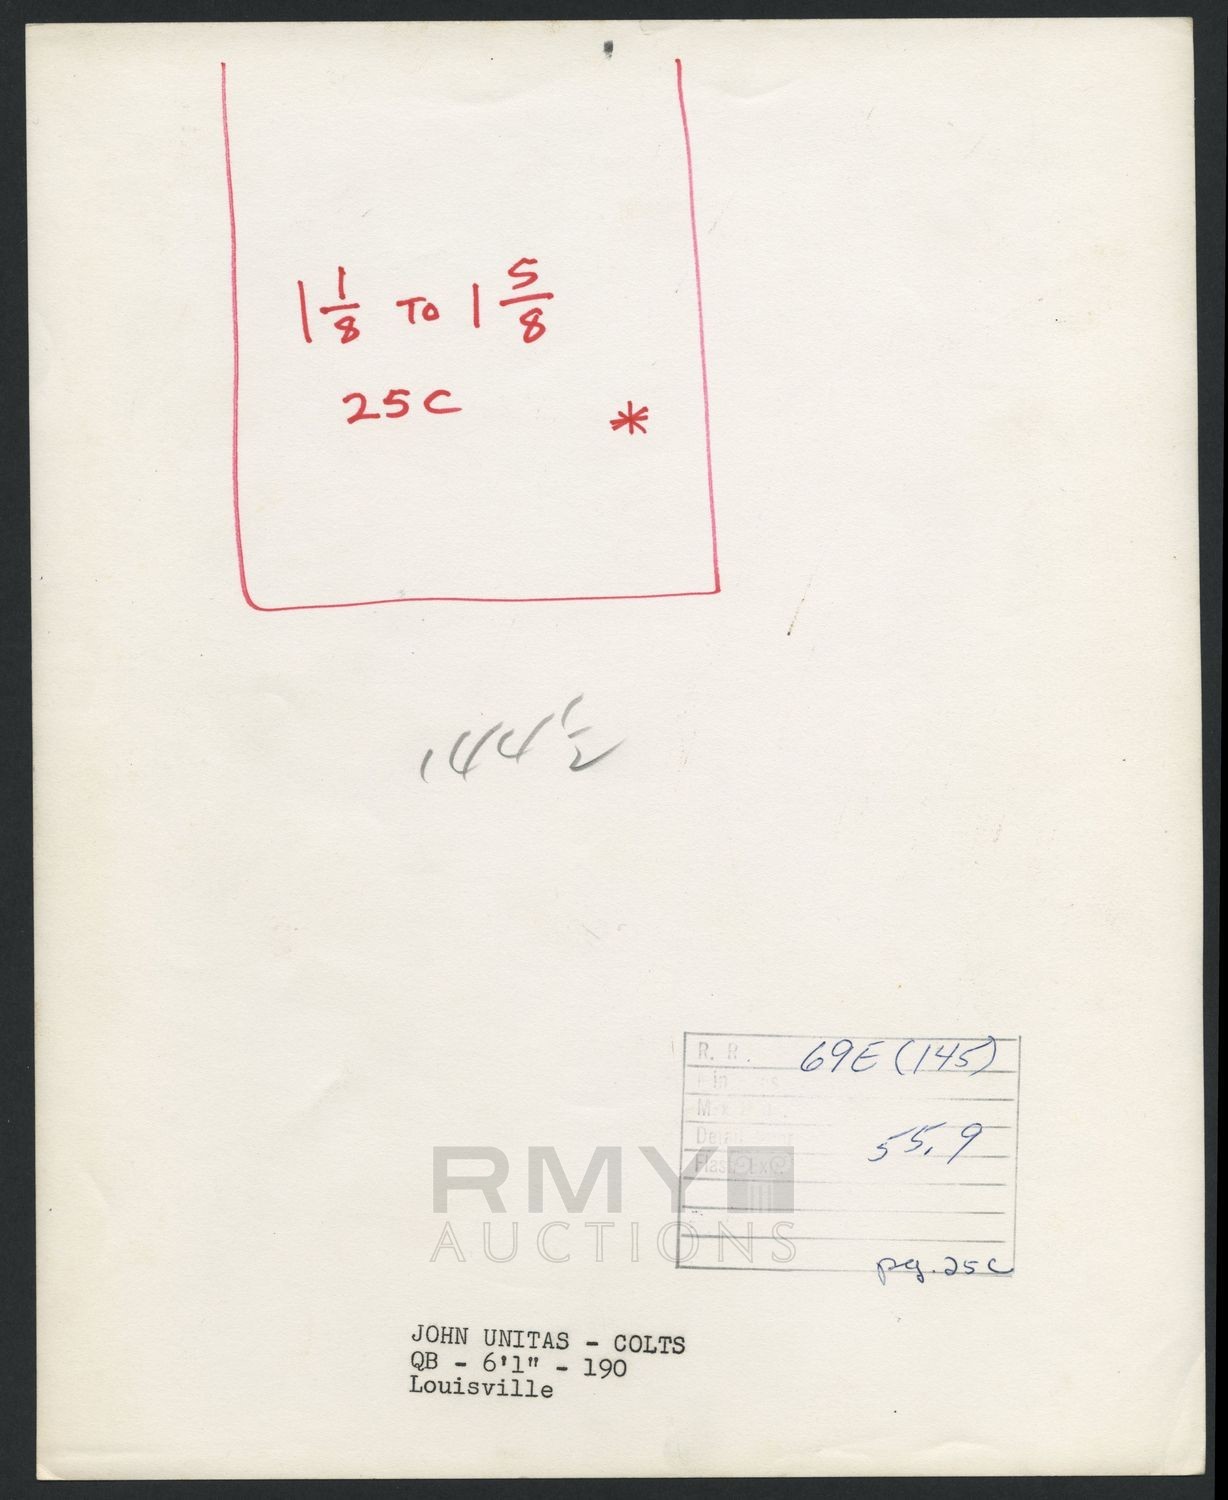 1 1/8 TO 1 5/8
25C *
144 1/2
R. R. 69E (145)
55.9
pg. 25C
RMY
AUCTIONS
JOHN UNITAS - COLTS
QB - 6'1" - 190
Louisville